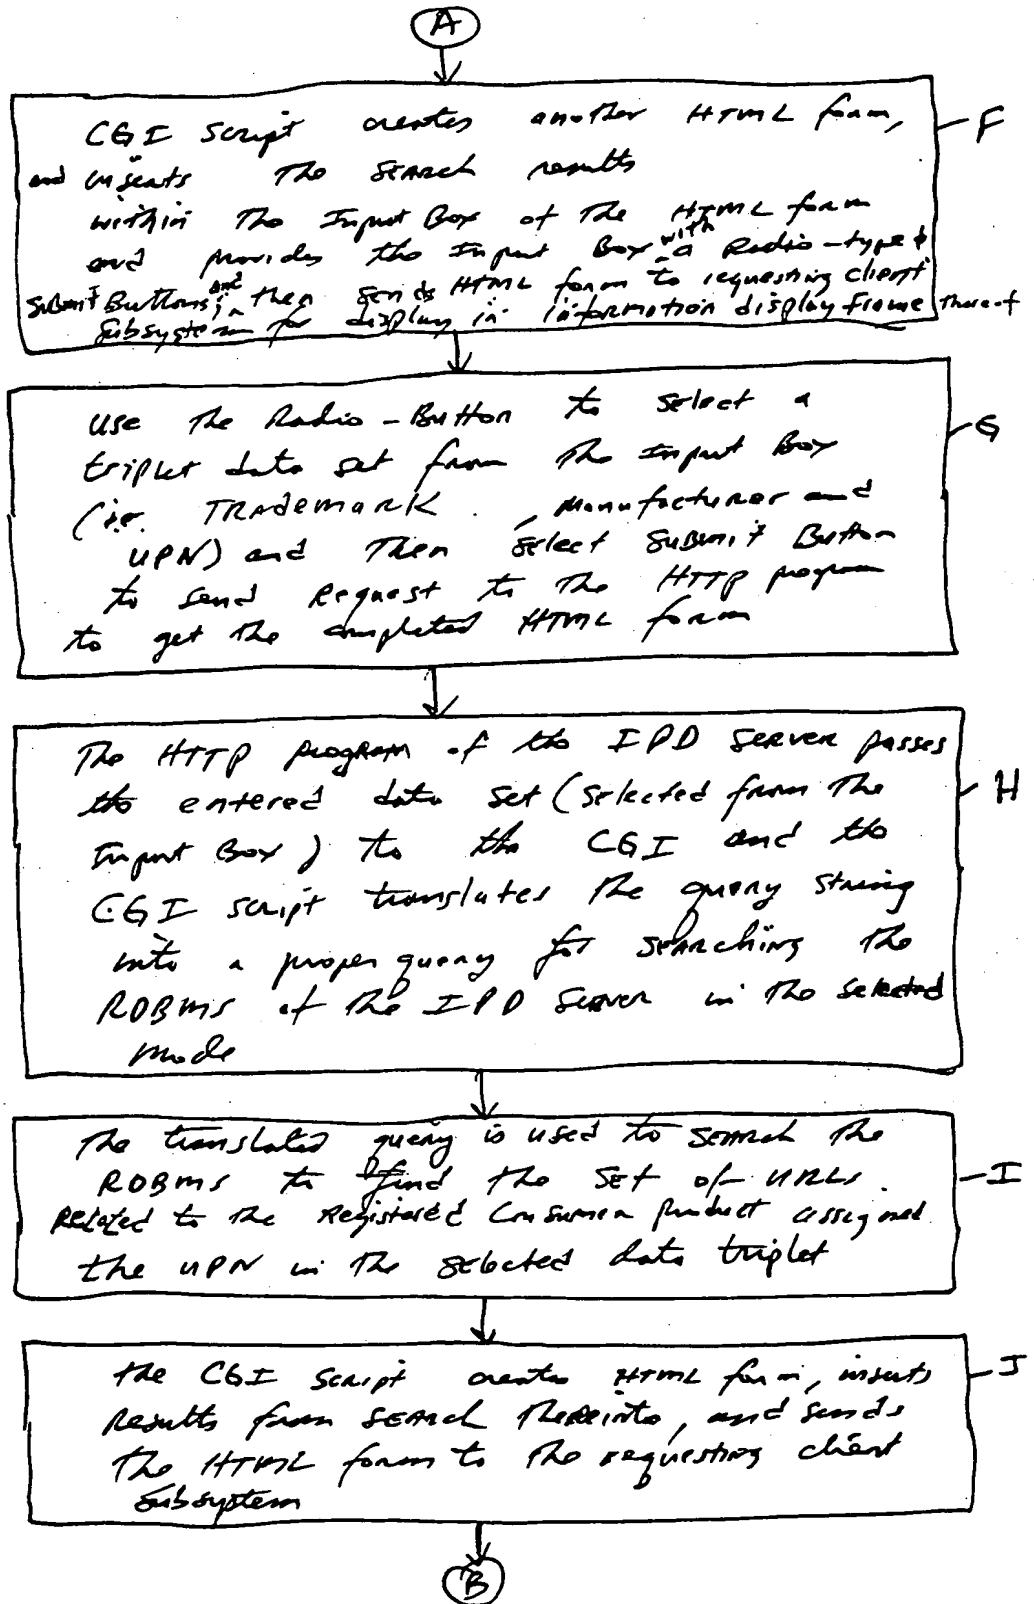 A
CGI Script creates another HTML form, F
and inserts The SEARCH results
within The Input Box of The HTML form
and provides the Input Box with a Radio-type &
Submit Buttons; and then sends HTML form to requesting client
Subsystem for display in information display frame thereof
Use The Radio-Button to select a G
triplet data set from The Input Box
(i.e. TRADEMARK, Manufacturer and
UPN) and Then Select Submit Button
to send Request to The HTTP program
to get The completed HTML form
The HTTP program of the IPD Server passes
the entered data set (selected from The H
Input Box) to the CGI and the
CGI script translates The query string
into a proper query for searching The
RDBMS of The IPD Server in The selected
mode
The translated query is used to SEARCH The
RDBMS to find The SET of URLs I
Related to The Registered Consumer product assigned
the UPN in The selected data triplet
the CGI Script creates HTML form, inserts J
Results from SEARCH Thereinto, and sends
The HTML form to The requesting client
Subsystem
B